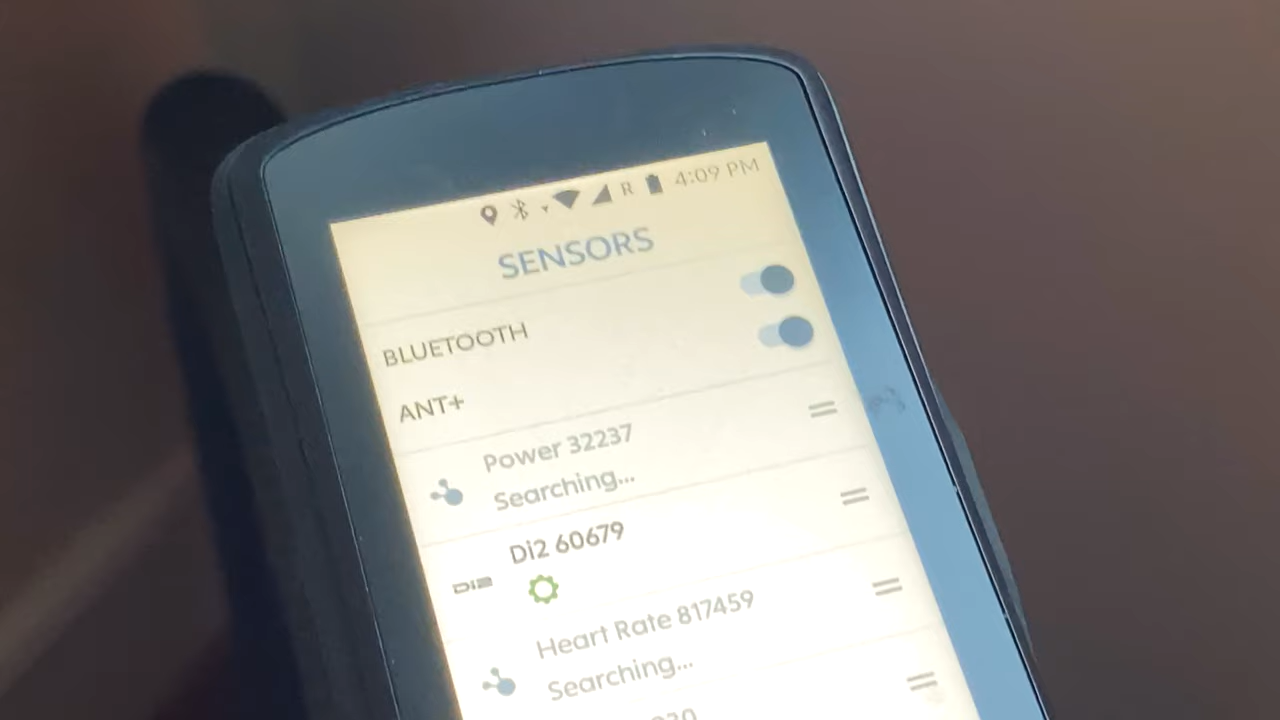 R 4:09 PM
SENSORS
BLUETOOTH
ANT+
Power 32237
Searching...
Di2 60679
Di2
Heart Rate 817459
Searching...